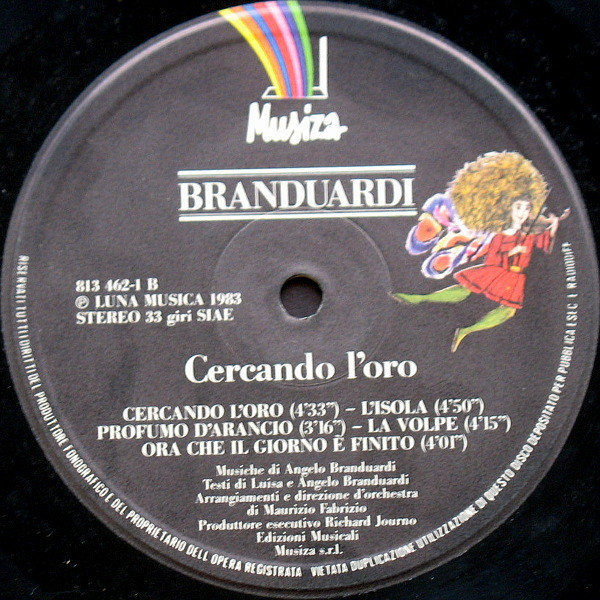 Musiza
BRANDUARDI
813 462-1 B
℗ LUNA MUSICA 1983
STEREO 33 giri SIAE
Cercando l'oro
CERCANDO L'ORO (4'33") – L'ISOLA (4'50")
PROFUMO D'ARANCIO (3'16") – LA VOLPE (4'15")
ORA CHE IL GIORNO È FINITO (4'01")
Musiche di Angelo Branduardi
Testi di Luisa e Angelo Branduardi
Arrangiamenti e direzione d'orchestra
di Maurizio Fabrizio
Produttore esecutivo Richard Journo
Edizioni Musicali
Musiza s.r.l.
RISERVATI TUTTI I DIRITTI DEL PRODUTTORE FONOGRAFICO E DEL PROPRIETARIO DELL'OPERA REGISTRATA VIETATA DUPLICAZIONE UTILIZZAZIONE DI QUESTO DISCO DEPOSITATO PER PUBBLICA ESEC. E RADIODIFF.